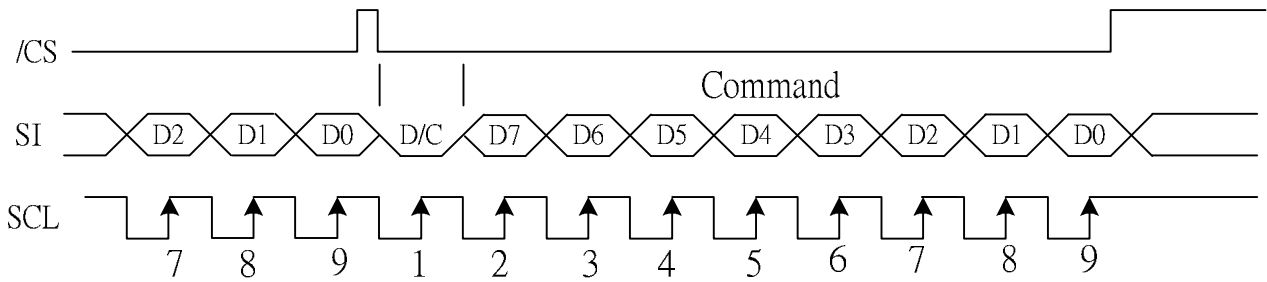 /CS
Command
SI D2 D1 D0 D/C D7 D6 D5 D4 D3 D2 D1 D0
SCL
7 8 9 1 2 3 4 5 6 7 8 9